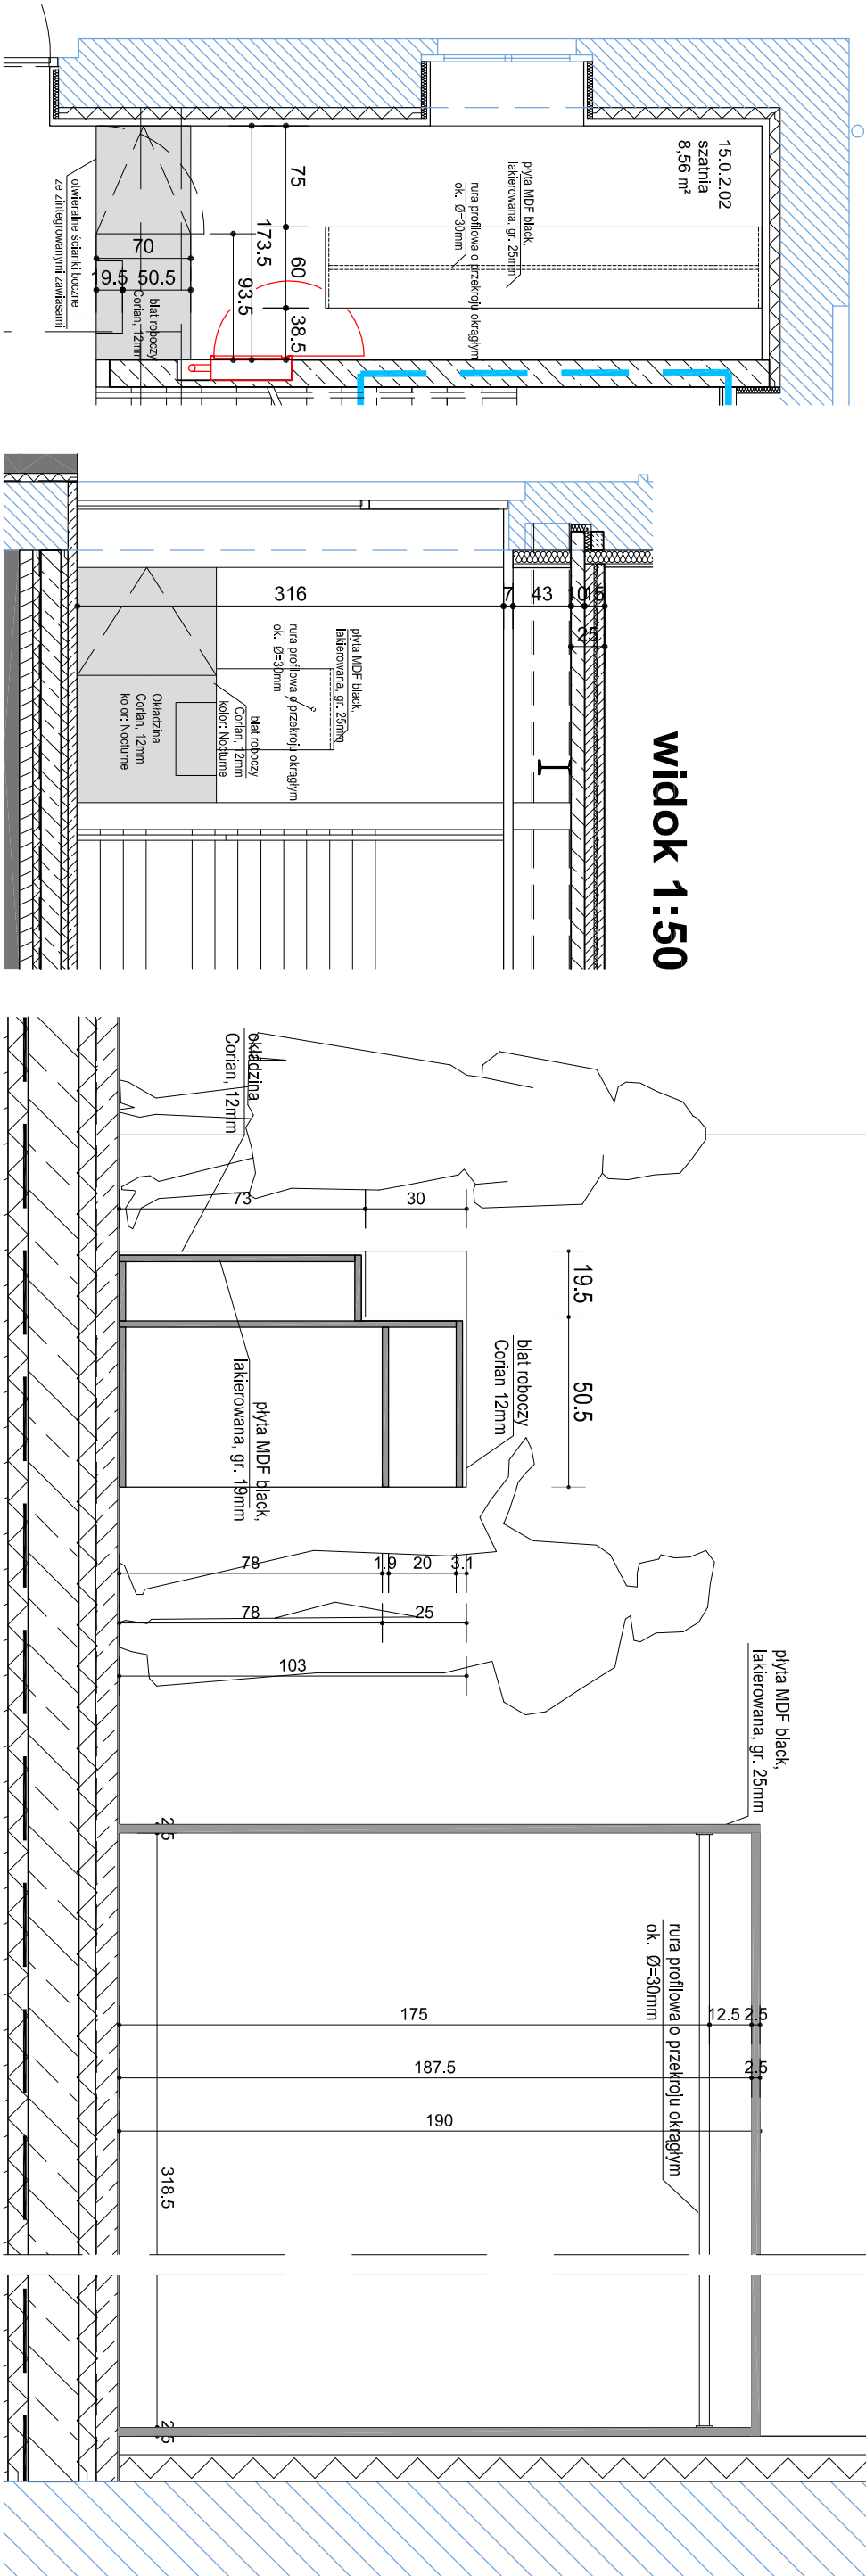 15.0.2.02
szatnia
8,56 m²
płyta MDF black,
lakierowana, gr. 25mm
rura profilowa o przekroju okrągłym
ok. Ø=30mm
75
60
38.5
173.5
93.5
70
19.5
50.5
blat roboczy
Corian, 12mm
otwieralne ścianki boczne
ze zintegrowanymi zawiasami
widok 1:50
316
7
43
10
15
25
płyta MDF black,
lakierowana, gr. 25mm
rura profilowa o przekroju okrągłym
ok. Ø=30mm
blat roboczy
Corian, 12mm
kolor: Nocturne
Okładzina
Corian, 12mm
kolor: Nocturne
okładzina
Corian, 12mm
73
30
19.5
50.5
blat roboczy
Corian 12mm
płyta MDF black,
lakierowana, gr. 19mm
78
1.9
20
3.1
78
25
103
płyta MDF black,
lakierowana, gr. 25mm
2.5
rura profilowa o przekroju okrągłym
ok. Ø=30mm
175
12.5
2.5
187.5
2.5
190
318.5
2.5